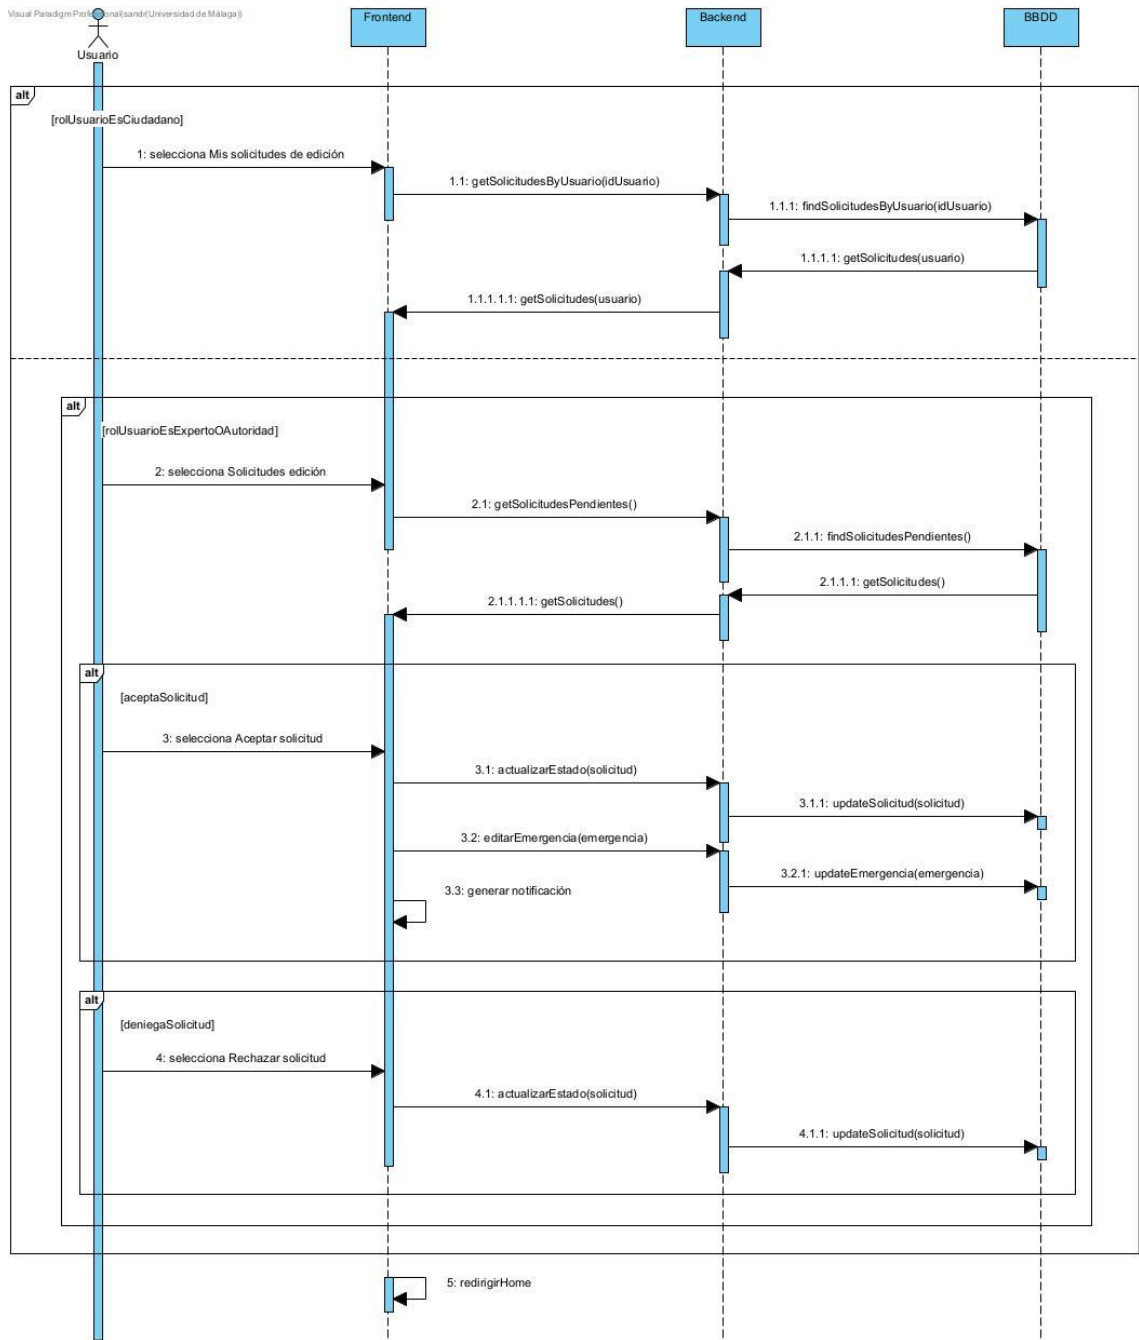 Visual Paradigm Professional(sandr(Universidad de Málaga))
Usuario
Frontend
Backend
BBDD
alt
[rolUsuarioEsCiudadano]
1: selecciona Mis solicitudes de edición
1.1: getSolicitudesByUsuario(idUsuario)
1.1.1: findSolicitudesByUsuario(idUsuario)
1.1.1.1: getSolicitudes(usuario)
1.1.1.1.1: getSolicitudes(usuario)
alt
[rolUsuarioEsExpertoOAutoridad]
2: selecciona Solicitudes edición
2.1: getSolicitudesPendientes()
2.1.1: findSolicitudesPendientes()
2.1.1.1: getSolicitudes()
2.1.1.1.1: getSolicitudes()
alt
[aceptaSolicitud]
3: selecciona Aceptar solicitud
3.1: actualizarEstado(solicitud)
3.1.1: updateSolicitud(solicitud)
3.2: editarEmergencia(emergencia)
3.2.1: updateEmergencia(emergencia)
3.3: generar notificación
alt
[deniegaSolicitud]
4: selecciona Rechazar solicitud
4.1: actualizarEstado(solicitud)
4.1.1: updateSolicitud(solicitud)
5: redirigirHome